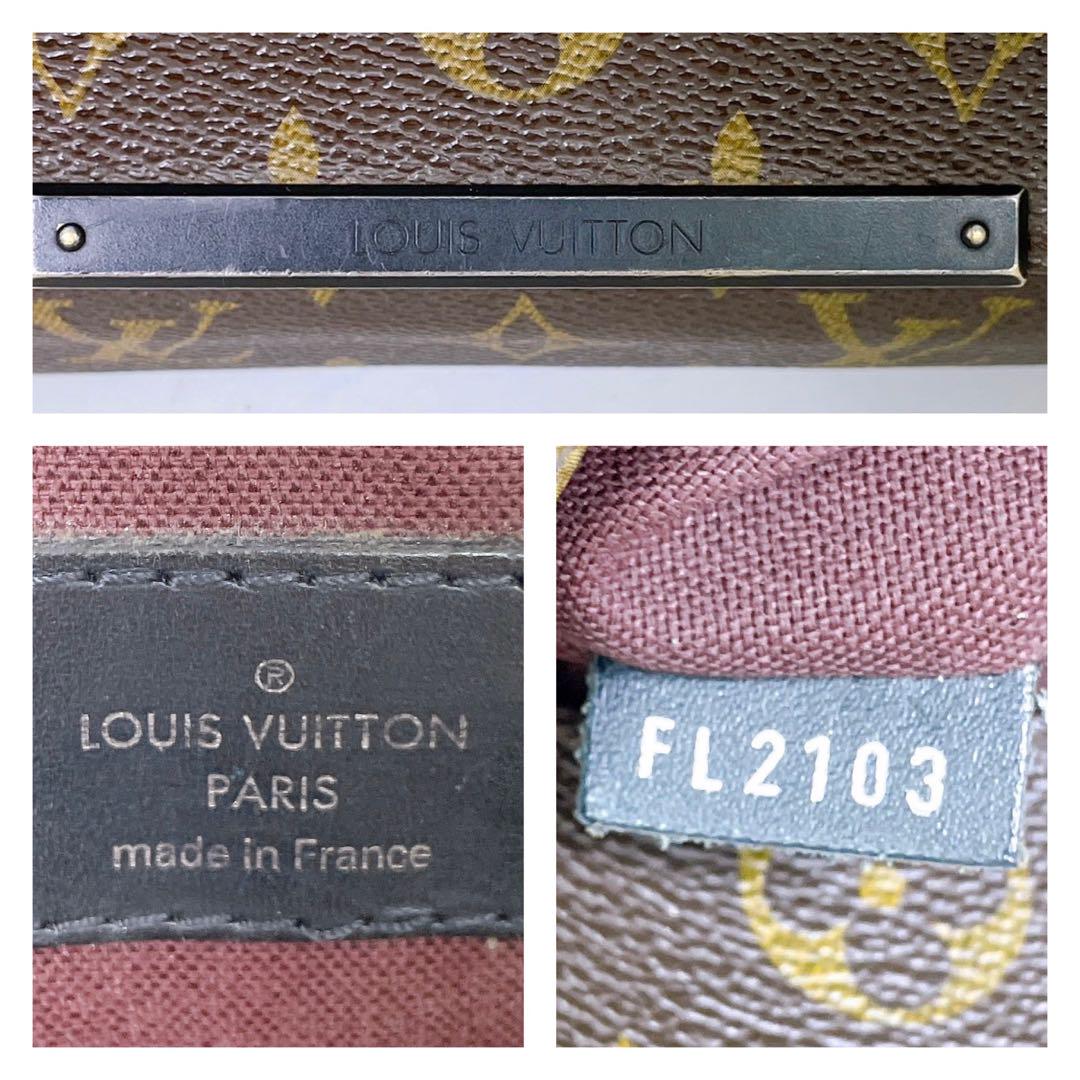 LOUIS VUITTON
®
LOUIS VUITTON
PARIS
made in France
FL2103